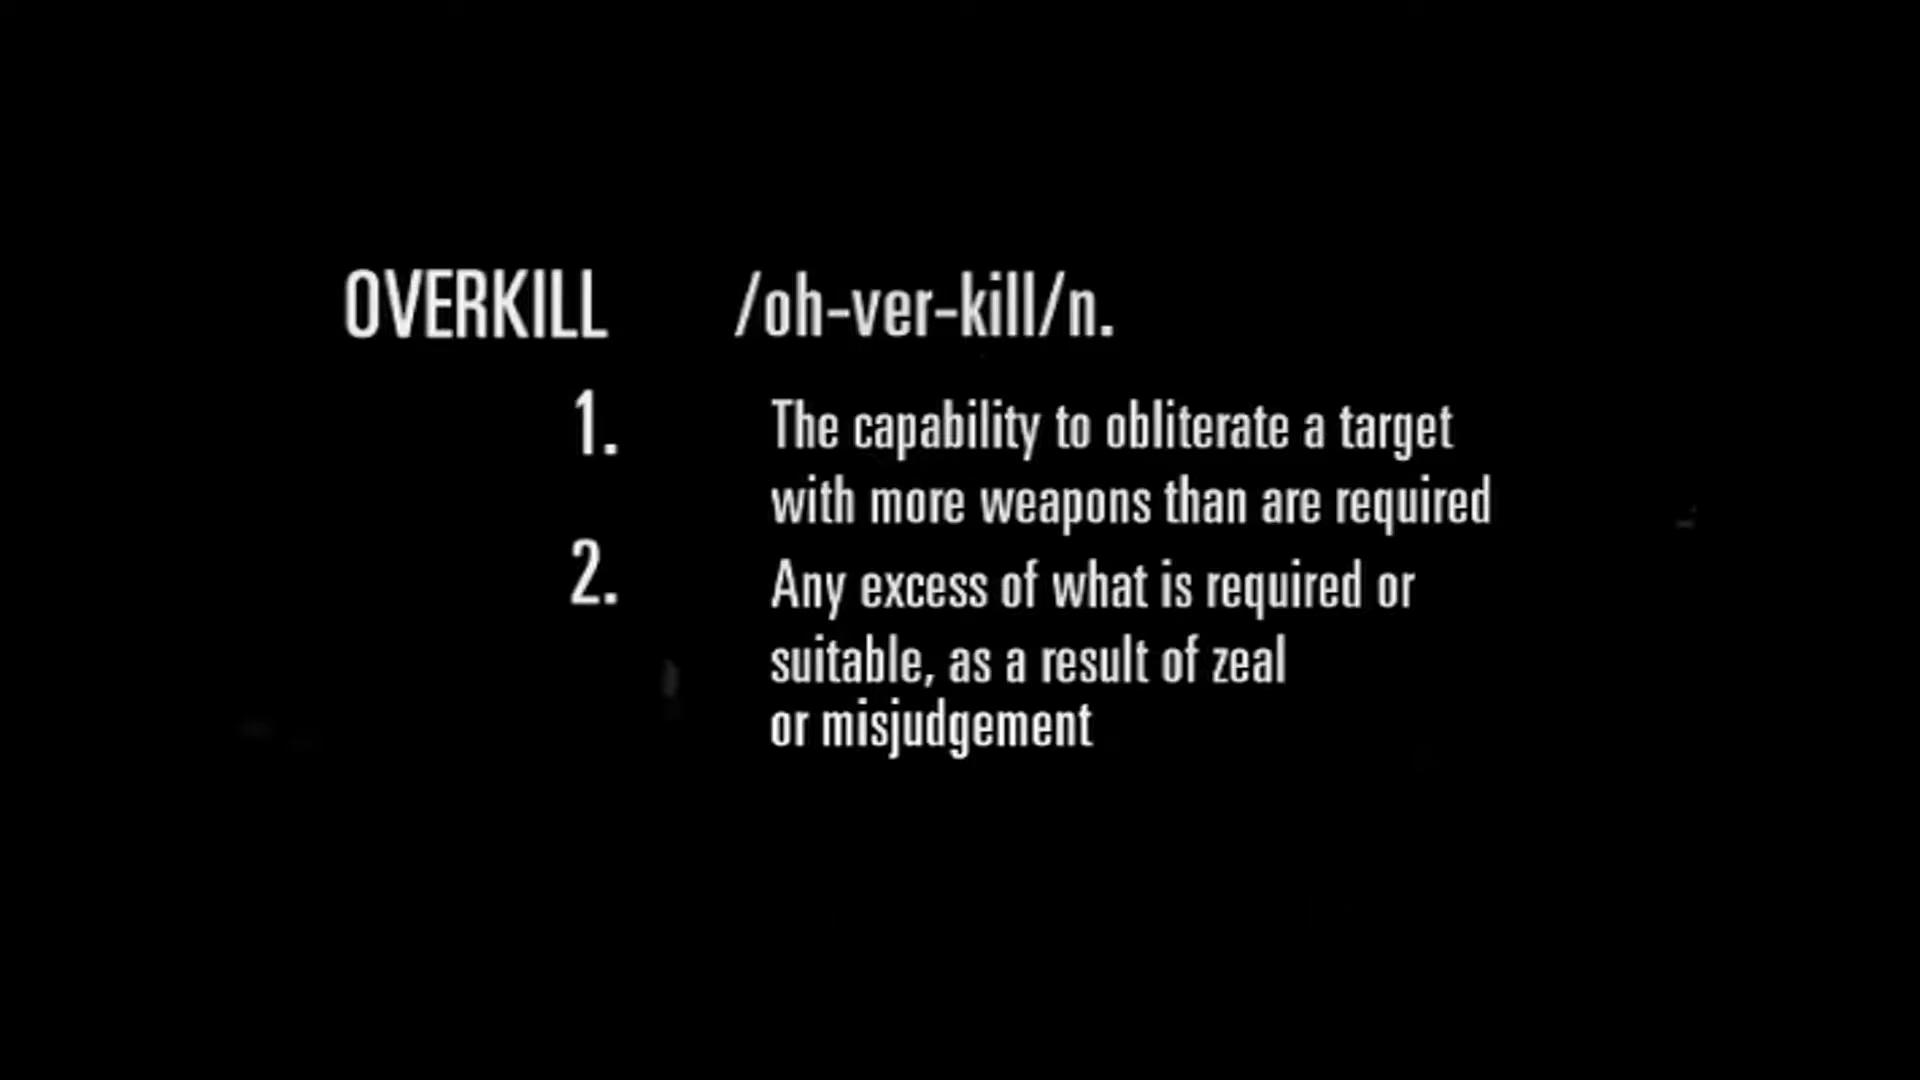 OVERKILL /oh-ver-kill/n.
1. The capability to obliterate a target
with more weapons than are required
2. Any excess of what is required or
suitable, as a result of zeal
or misjudgement